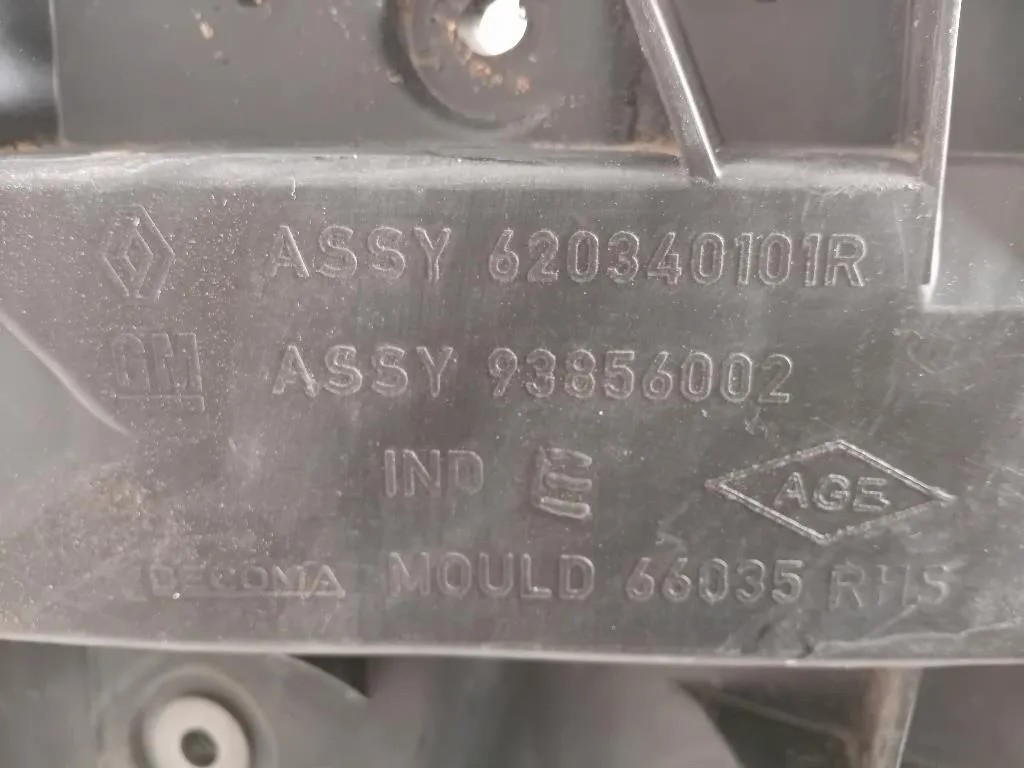 ASSY 620340101R
GM ASSY 93856002
IND E
AGE
DECOMA MOULD 66035 RHS